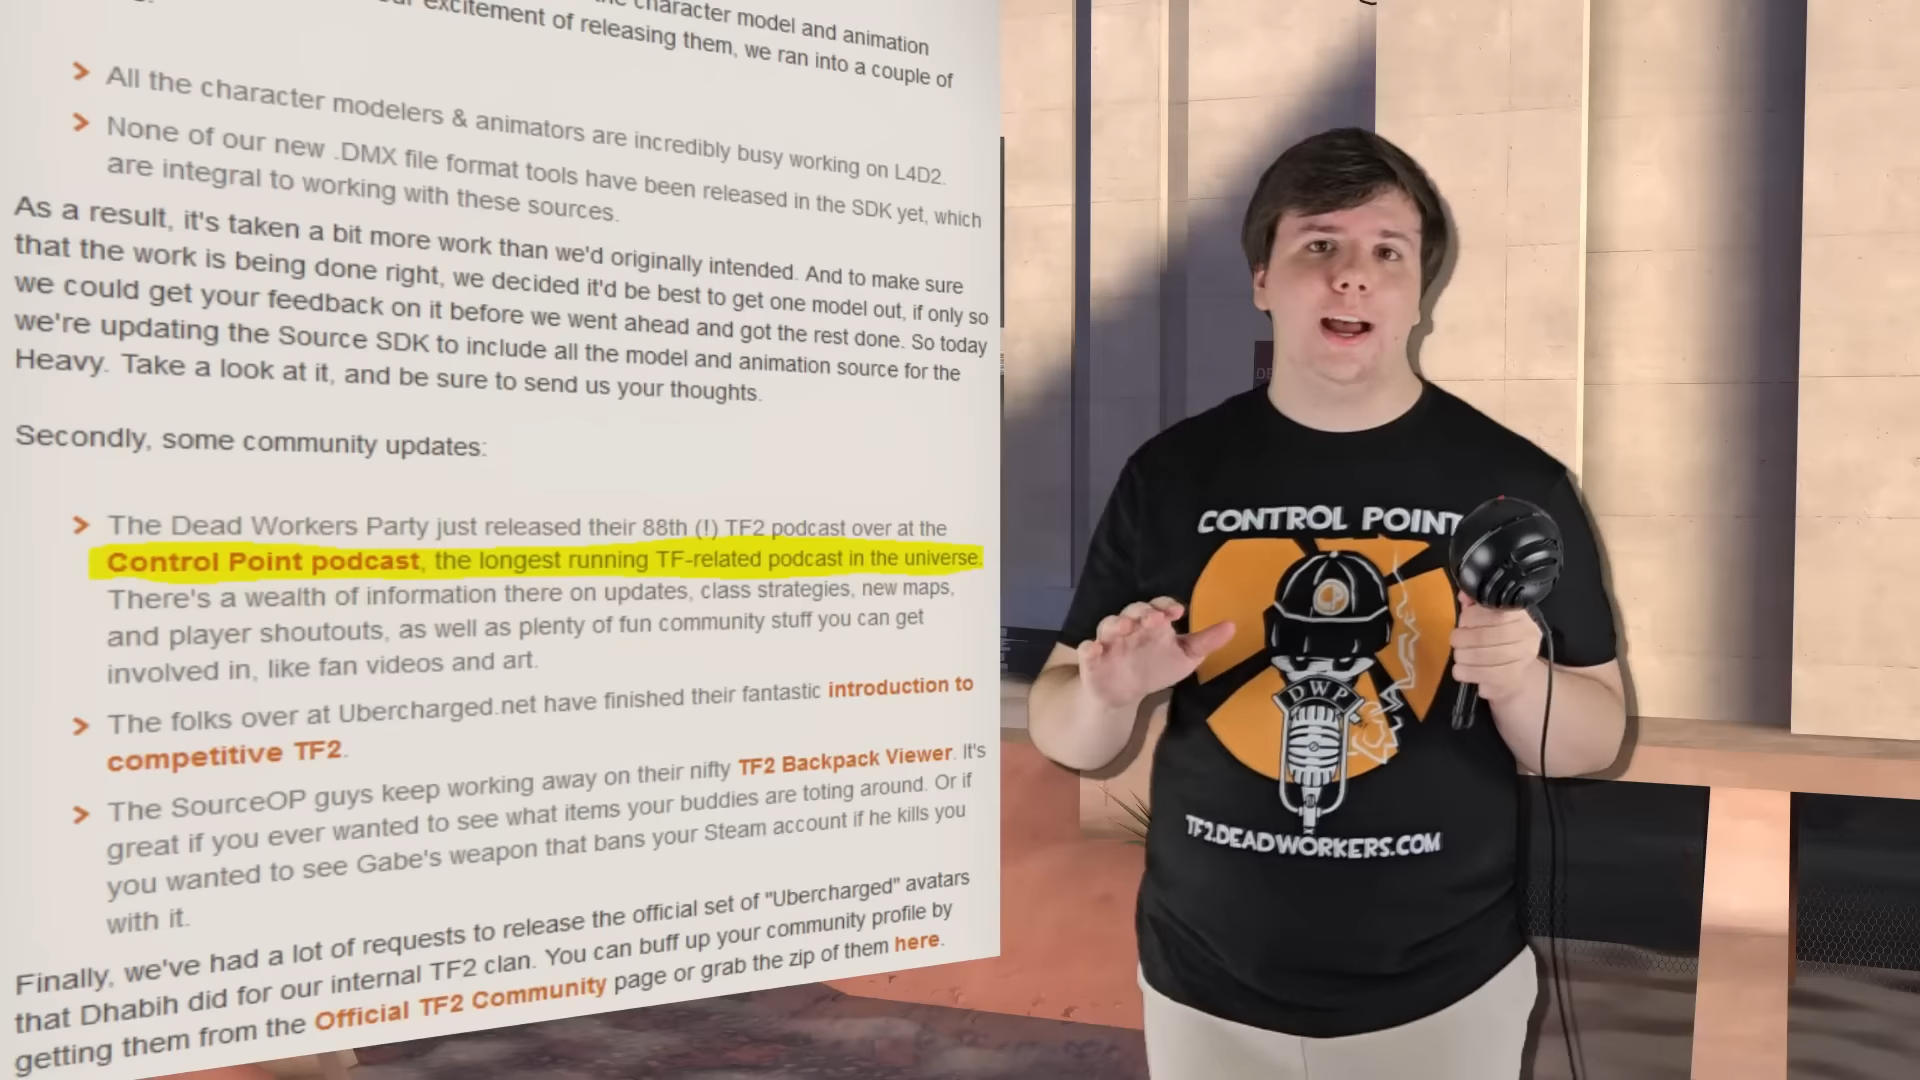 the character model and animation
excitement of releasing them, we ran into a couple of
All the character modelers & animators are incredibly busy working on L4D2.
None of our new .DMX file format tools have been released in the SDK yet, which
are integral to working with these sources.
As a result, it's taken a bit more work than we'd originally intended. And to make sure
that the work is being done right, we decided it'd be best to get one model out, if only so
we could get your feedback on it before we went ahead and got the rest done. So today
we're updating the Source SDK to include all the model and animation source for the
Heavy. Take a look at it, and be sure to send us your thoughts.
Secondly, some community updates:
The Dead Workers Party just released their 88th (!) TF2 podcast over at the
Control Point podcast, the longest running TF-related podcast in the universe.
There's a wealth of information there on updates, class strategies, new maps,
and player shoutouts, as well as plenty of fun community stuff you can get
involved in, like fan videos and art.
The folks over at Ubercharged.net have finished their fantastic introduction to
competitive TF2.
The SourceOP guys keep working away on their nifty TF2 Backpack Viewer. It's
great if you ever wanted to see what items your buddies are toting around. Or if
you wanted to see Gabe's weapon that bans your Steam account if he kills you
with it.
Finally, we've had a lot of requests to release the official set of "Ubercharged" avatars
that Dhabih did for our internal TF2 clan. You can buff up your community profile by
getting them from the Official TF2 Community page or grab the zip of them here.
CONTROL POINT
CP
DWP
TF2.DEADWORKERS.COM